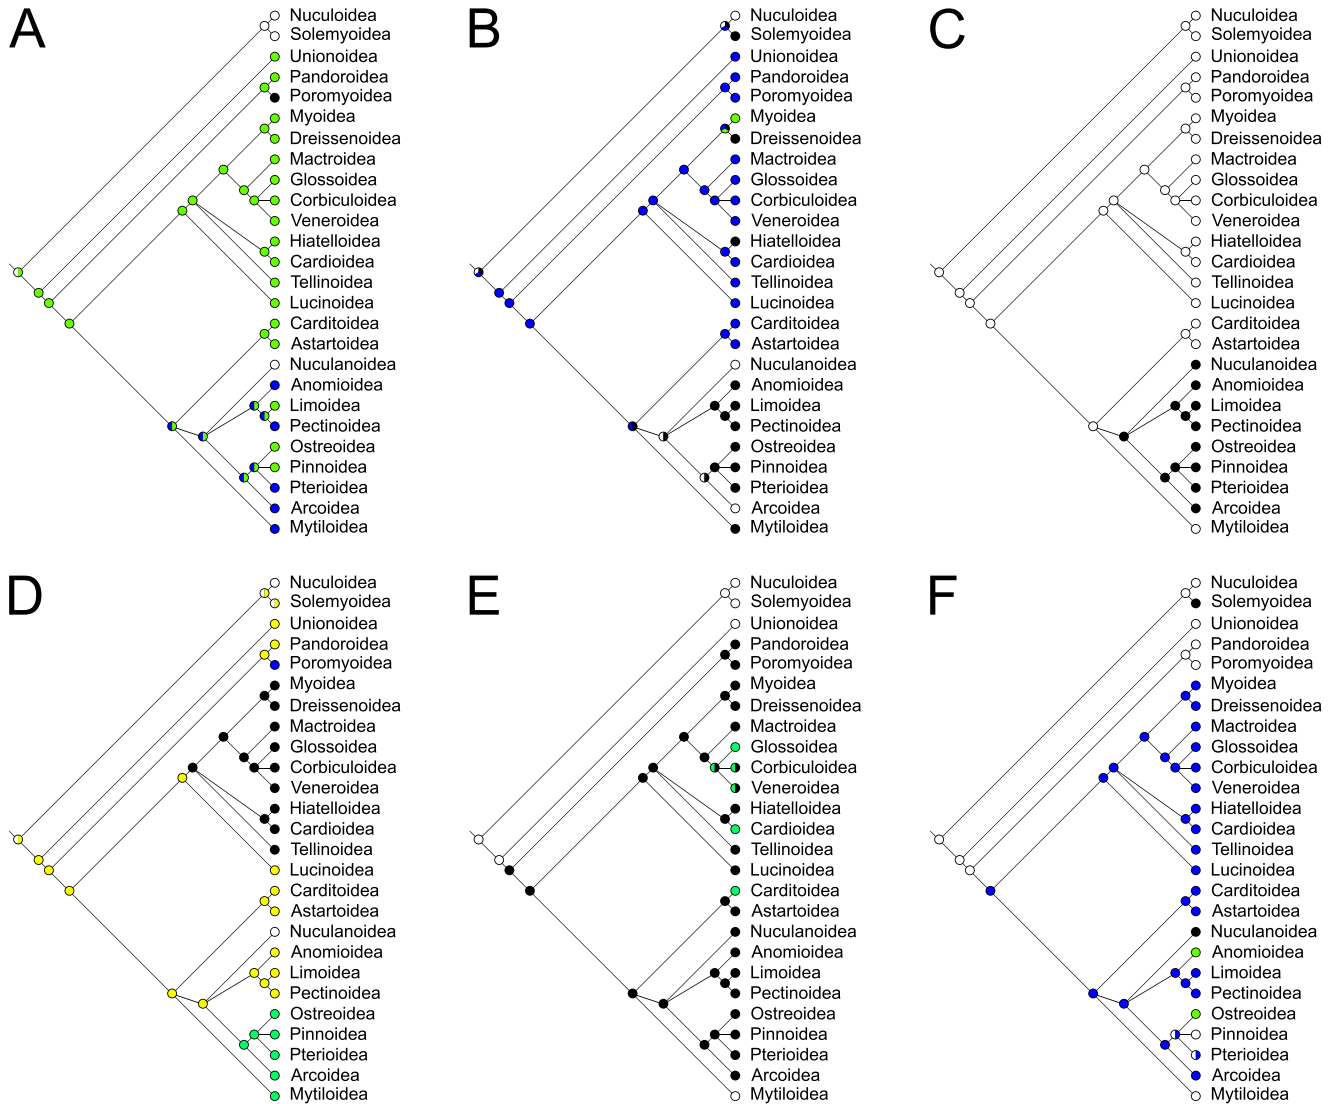 A
Nuculoidea
Solemyoidea
Unionoidea
Pandoroidea
Poromyoidea
Myoidea
Dreissenoidea
Mactroidea
Glossoidea
Corbiculoidea
Veneroidea
Hiatelloidea
Cardioidea
Tellinoidea
Lucinoidea
Carditoidea
Astartoidea
Nuculanoidea
Anomioidea
Limoidea
Pectinoidea
Ostreoidea
Pinnoidea
Pterioidea
Arcoidea
Mytiloidea
B
Nuculoidea
Solemyoidea
Unionoidea
Pandoroidea
Poromyoidea
Myoidea
Dreissenoidea
Mactroidea
Glossoidea
Corbiculoidea
Veneroidea
Hiatelloidea
Cardioidea
Tellinoidea
Lucinoidea
Carditoidea
Astartoidea
Nuculanoidea
Anomioidea
Limoidea
Pectinoidea
Ostreoidea
Pinnoidea
Pterioidea
Arcoidea
Mytiloidea
C
Nuculoidea
Solemyoidea
Unionoidea
Pandoroidea
Poromyoidea
Myoidea
Dreissenoidea
Mactroidea
Glossoidea
Corbiculoidea
Veneroidea
Hiatelloidea
Cardioidea
Tellinoidea
Lucinoidea
Carditoidea
Astartoidea
Nuculanoidea
Anomioidea
Limoidea
Pectinoidea
Ostreoidea
Pinnoidea
Pterioidea
Arcoidea
Mytiloidea
D
Nuculoidea
Solemyoidea
Unionoidea
Pandoroidea
Poromyoidea
Myoidea
Dreissenoidea
Mactroidea
Glossoidea
Corbiculoidea
Veneroidea
Hiatelloidea
Cardioidea
Tellinoidea
Lucinoidea
Carditoidea
Astartoidea
Nuculanoidea
Anomioidea
Limoidea
Pectinoidea
Ostreoidea
Pinnoidea
Pterioidea
Arcoidea
Mytiloidea
E
Nuculoidea
Solemyoidea
Unionoidea
Pandoroidea
Poromyoidea
Myoidea
Dreissenoidea
Mactroidea
Glossoidea
Corbiculoidea
Veneroidea
Hiatelloidea
Cardioidea
Tellinoidea
Lucinoidea
Carditoidea
Astartoidea
Nuculanoidea
Anomioidea
Limoidea
Pectinoidea
Ostreoidea
Pinnoidea
Pterioidea
Arcoidea
Mytiloidea
F
Nuculoidea
Solemyoidea
Unionoidea
Pandoroidea
Poromyoidea
Myoidea
Dreissenoidea
Mactroidea
Glossoidea
Corbiculoidea
Veneroidea
Hiatelloidea
Cardioidea
Tellinoidea
Lucinoidea
Carditoidea
Astartoidea
Nuculanoidea
Anomioidea
Limoidea
Pectinoidea
Ostreoidea
Pinnoidea
Pterioidea
Arcoidea
Mytiloidea